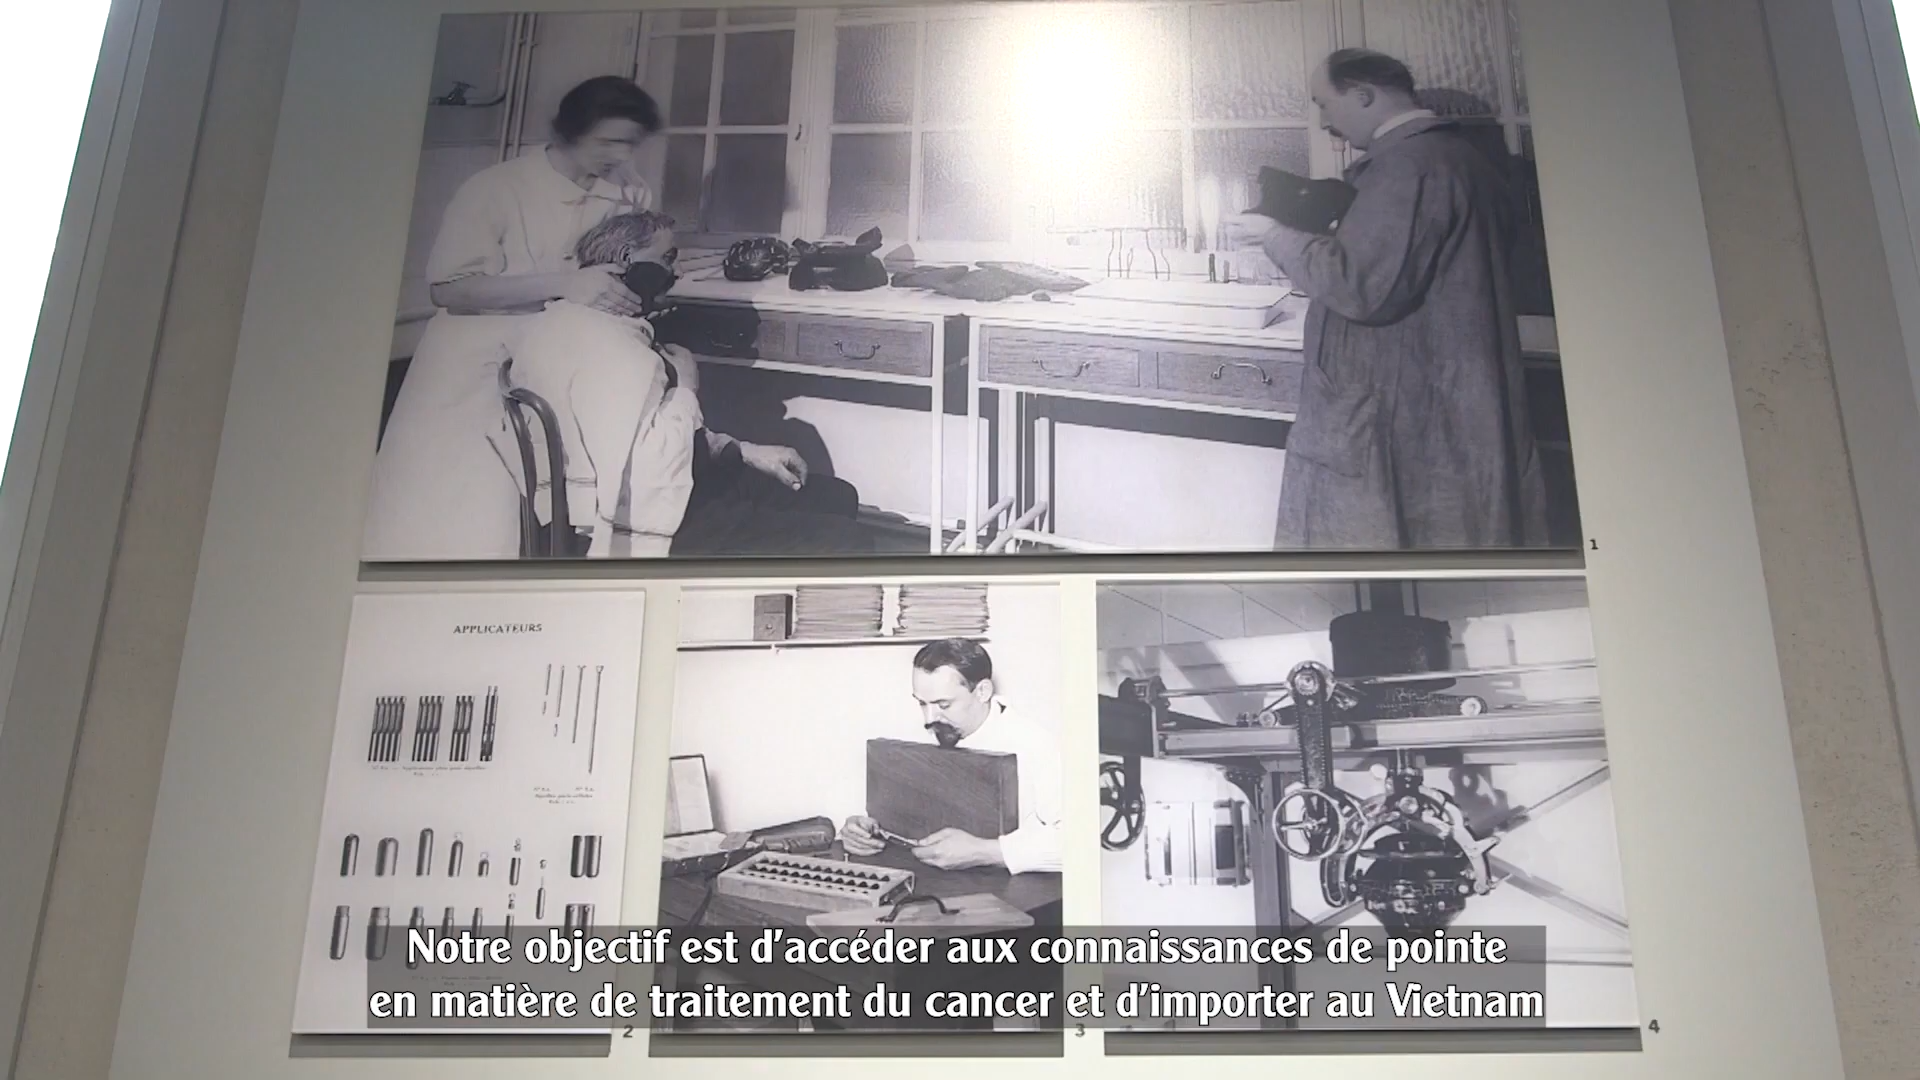 1
APPLICATEURS
Notre objectif est d'accéder aux connaissances de pointe
en matière de traitement du cancer et d'importer au Vietnam
2
3
4